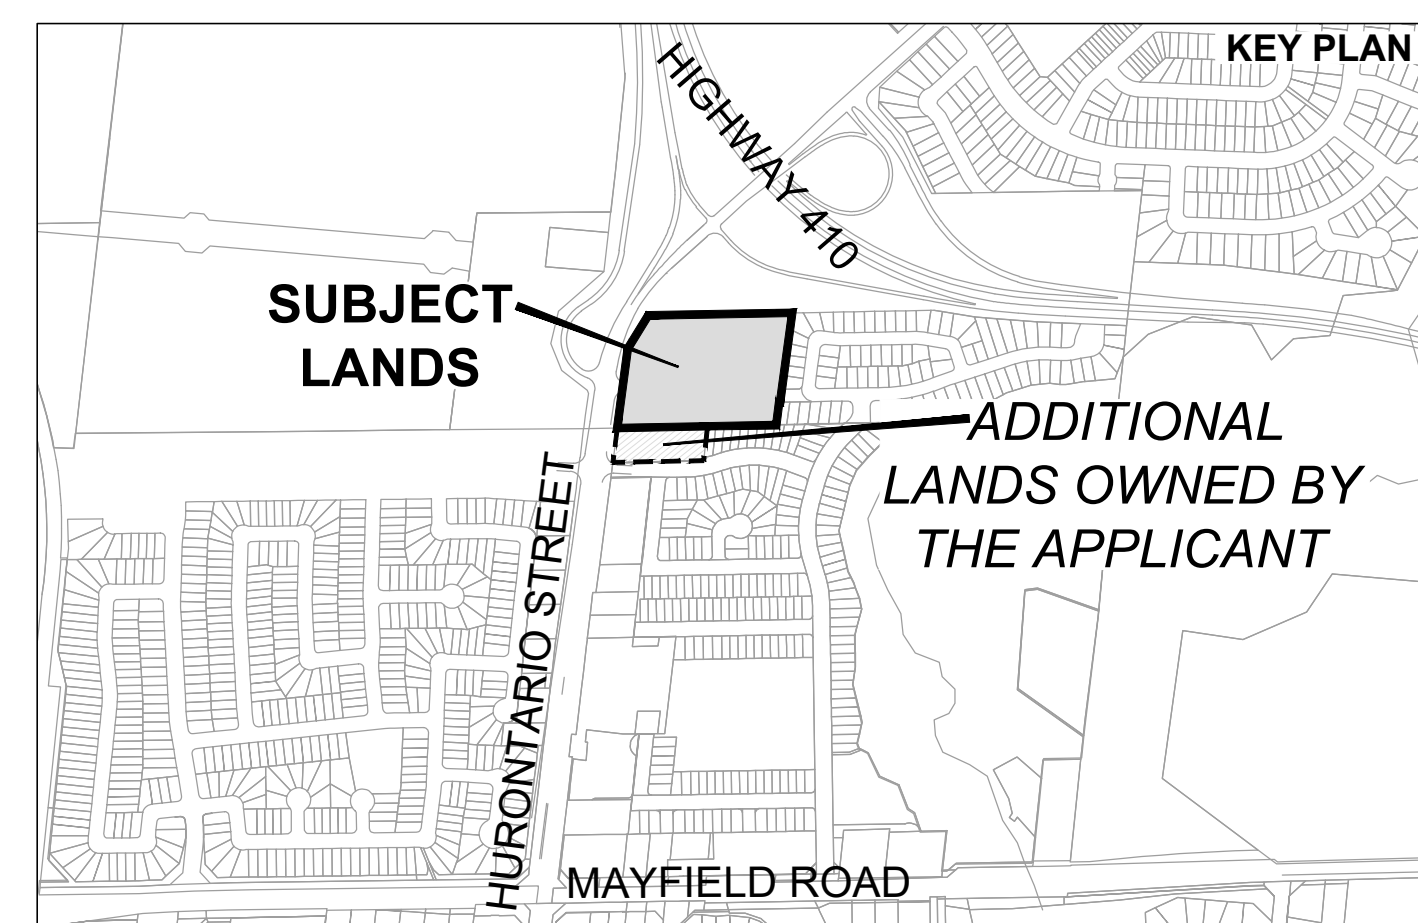 KEY PLAN
HIGHWAY 410
SUBJECT
LANDS
ADDITIONAL
LANDS OWNED BY
THE APPLICANT
HURONTARIO STREET
MAYFIELD ROAD